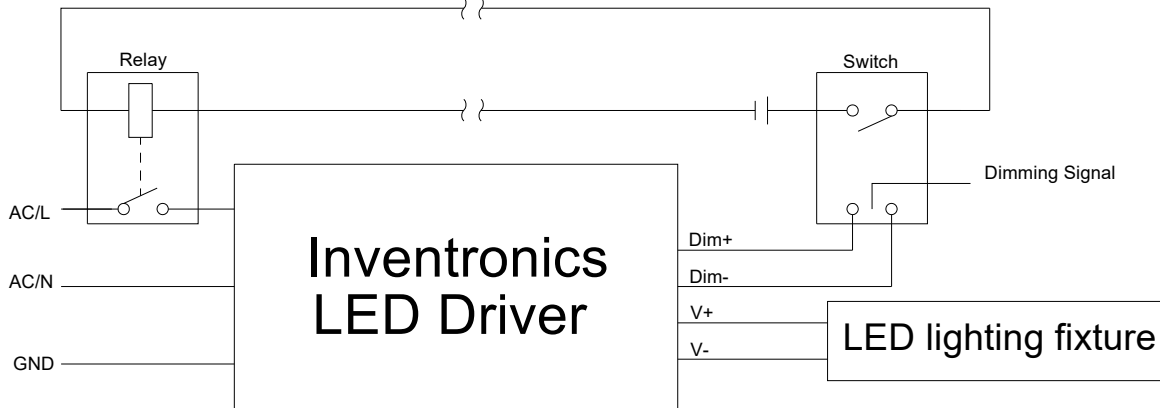 Relay
Switch
Dimming Signal
AC/L
Inventronics
LED Driver
Dim+
AC/N
Dim-
V+
LED lighting fixture
V-
GND